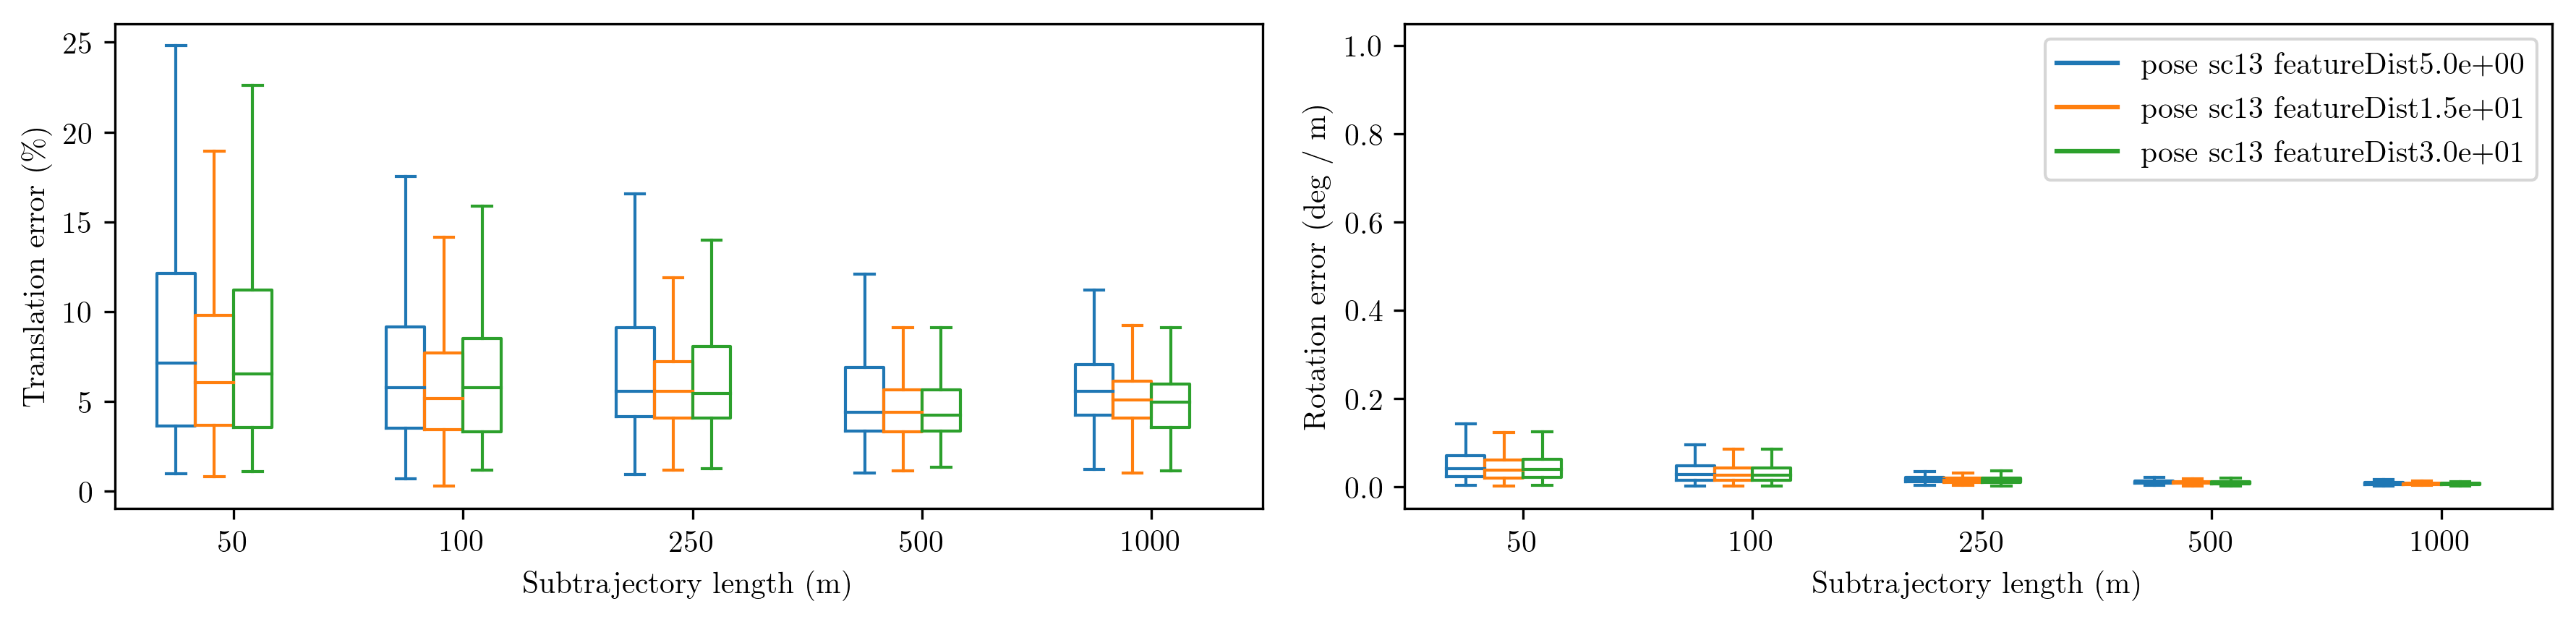 Translation error (%)
25
20
15
10
5
0
50 100 250 500 1000
Subtrajectory length (m)
Rotation error (deg / m)
1.0
0.8
0.6
0.4
0.2
0.0
pose sc13 featureDist5.0e+00
pose sc13 featureDist1.5e+01
pose sc13 featureDist3.0e+01
50 100 250 500 1000
Subtrajectory length (m)